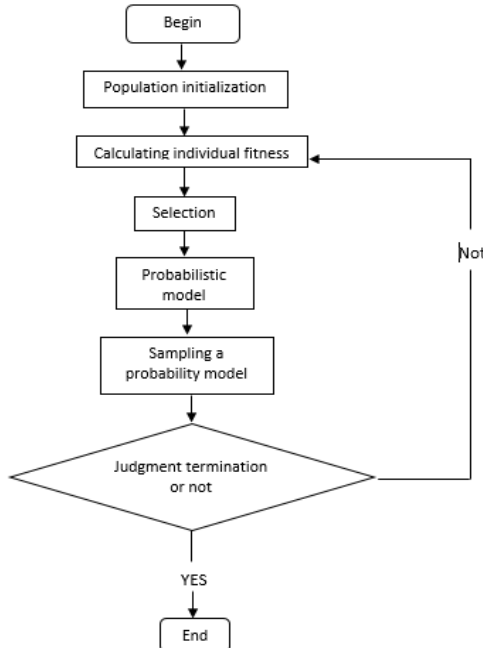 Begin
Population initialization
Calculating individual fitness
Selection
Not
Probabilistic
model
Sampling a
probability model
Judgment termination
or not
YES
End